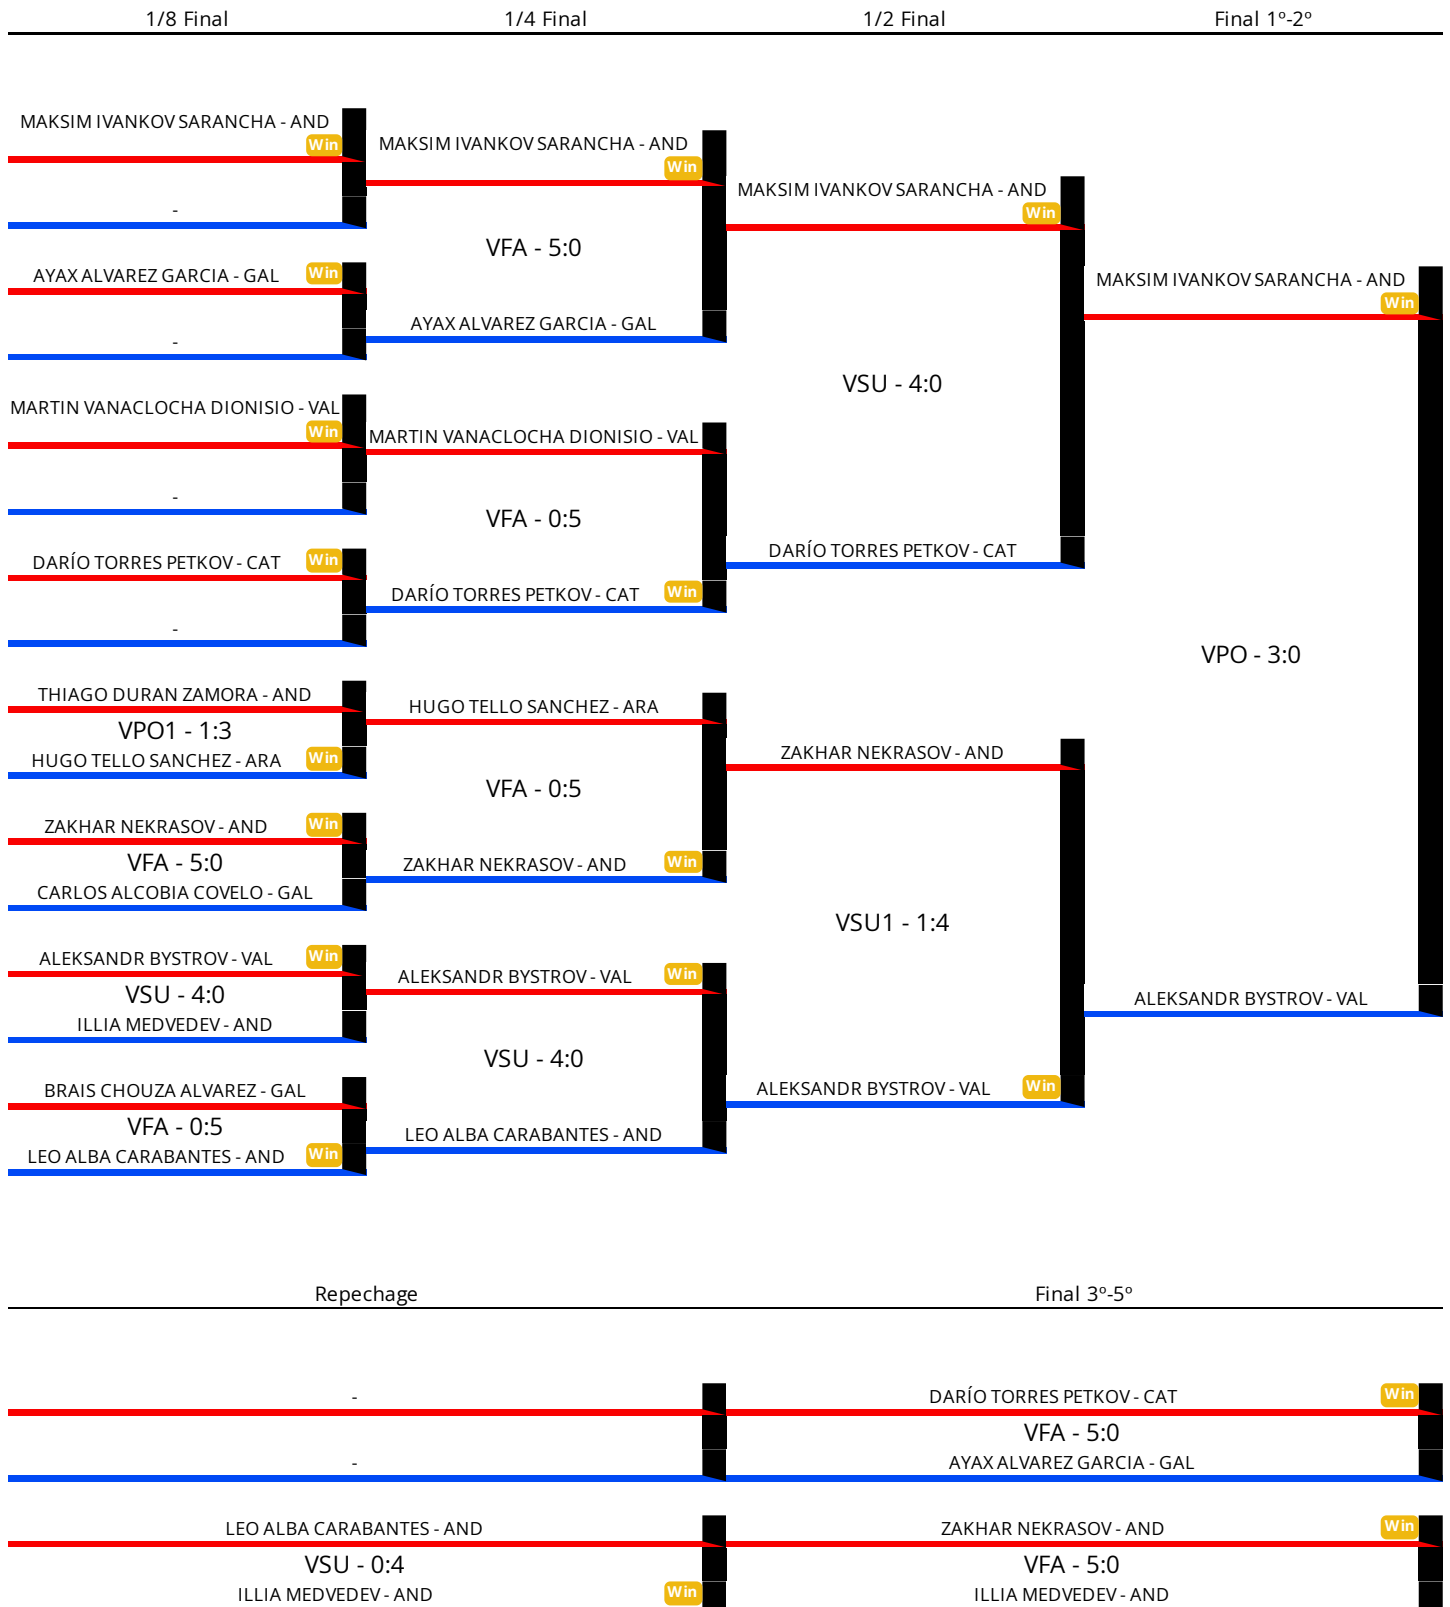 1/8 Final
1/4 Final
1/2 Final
Final 1º-2º
MAKSIM IVANKOV SARANCHA - AND
Win
-
AYAX ALVAREZ GARCIA - GAL
Win
-
MARTIN VANACLOCHA DIONISIO - VAL
Win
-
DARÍO TORRES PETKOV - CAT
Win
-
THIAGO DURAN ZAMORA - AND
VPO1 - 1:3
HUGO TELLO SANCHEZ - ARA
Win
ZAKHAR NEKRASOV - AND
Win
VFA - 5:0
CARLOS ALCOBIA COVELO - GAL
ALEKSANDR BYSTROV - VAL
Win
VSU - 4:0
ILLIA MEDVEDEV - AND
BRAIS CHOUZA ALVAREZ - GAL
VFA - 0:5
LEO ALBA CARABANTES - AND
Win
MAKSIM IVANKOV SARANCHA - AND
Win
VFA - 5:0
AYAX ALVAREZ GARCIA - GAL
MARTIN VANACLOCHA DIONISIO - VAL
VFA - 0:5
DARÍO TORRES PETKOV - CAT
Win
HUGO TELLO SANCHEZ - ARA
VFA - 0:5
ZAKHAR NEKRASOV - AND
Win
ALEKSANDR BYSTROV - VAL
Win
VSU - 4:0
LEO ALBA CARABANTES - AND
MAKSIM IVANKOV SARANCHA - AND
Win
VSU - 4:0
DARÍO TORRES PETKOV - CAT
ZAKHAR NEKRASOV - AND
VSU1 - 1:4
ALEKSANDR BYSTROV - VAL
Win
MAKSIM IVANKOV SARANCHA - AND
Win
VPO - 3:0
ALEKSANDR BYSTROV - VAL
Repechage
Final 3º-5º
-
-
LEO ALBA CARABANTES - AND
VSU - 0:4
ILLIA MEDVEDEV - AND
Win
DARÍO TORRES PETKOV - CAT
Win
VFA - 5:0
AYAX ALVAREZ GARCIA - GAL
ZAKHAR NEKRASOV - AND
Win
VFA - 5:0
ILLIA MEDVEDEV - AND